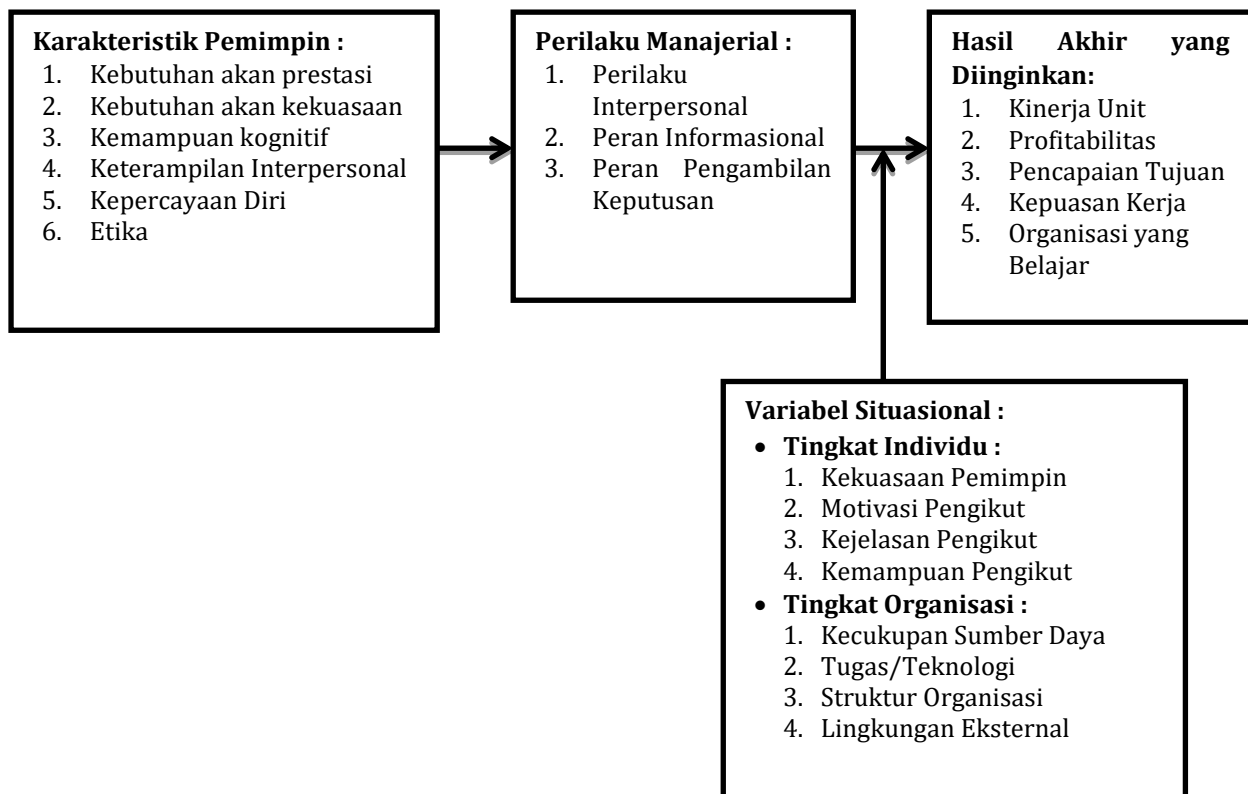 Karakteristik Pemimpin :
1. Kebutuhan akan prestasi
2. Kebutuhan akan kekuasaan
3. Kemampuan kognitif
4. Keterampilan Interpersonal
5. Kepercayaan Diri
6. Etika
Perilaku Manajerial :
1. Perilaku
Interpersonal
2. Peran Informasional
3. Peran Pengambilan
Keputusan
Hasil Akhir yang
Diinginkan:
1. Kinerja Unit
2. Profitabilitas
3. Pencapaian Tujuan
4. Kepuasan Kerja
5. Organisasi yang
Belajar
Variabel Situasional :
• Tingkat Individu :
1. Kekuasaan Pemimpin
2. Motivasi Pengikut
3. Kejelasan Pengikut
4. Kemampuan Pengikut
• Tingkat Organisasi :
1. Kecukupan Sumber Daya
2. Tugas/Teknologi
3. Struktur Organisasi
4. Lingkungan Eksternal